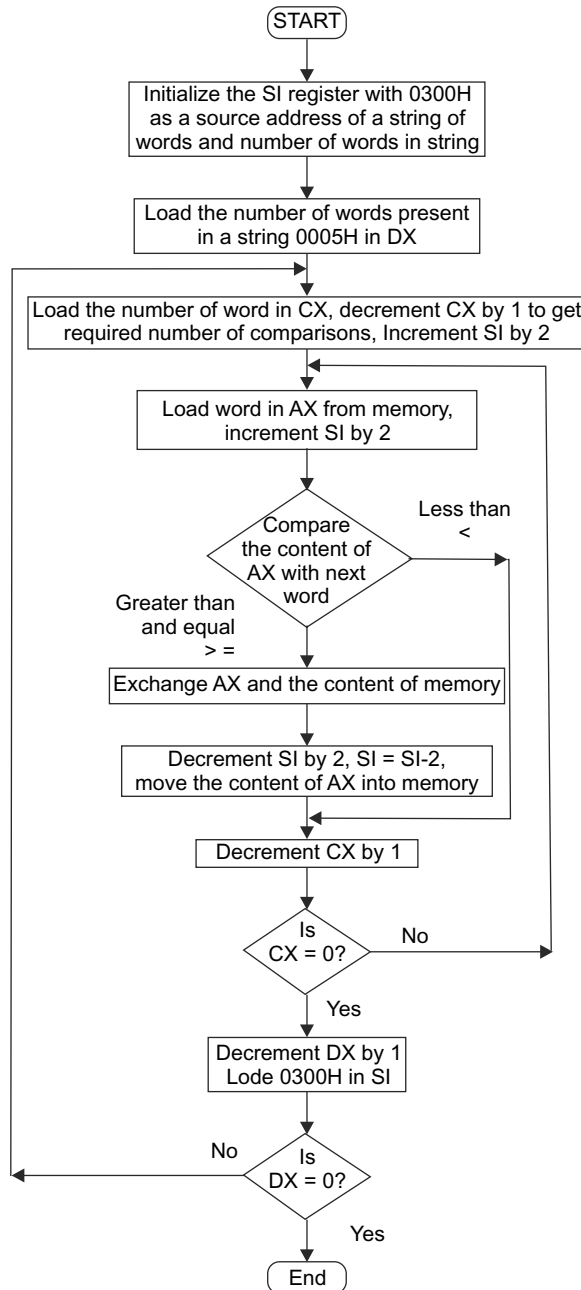 START
Initialize the SI register with 0300H
as a source address of a string of
words and number of words in string
Load the number of words present
in a string 0005H in DX
Load the number of word in CX, decrement CX by 1 to get
required number of comparisons, Increment SI by 2
Load word in AX from memory,
increment SI by 2
Compare
the content of
AX with next
word
Less than
<
Greater than
and equal
> =
Exchange AX and the content of memory
Decrement SI by 2, SI = SI-2,
move the content of AX into memory
Decrement CX by 1
Is
CX = 0?
No
Yes
Decrement DX by 1
Lode 0300H in SI
No
Is
DX = 0?
Yes
End